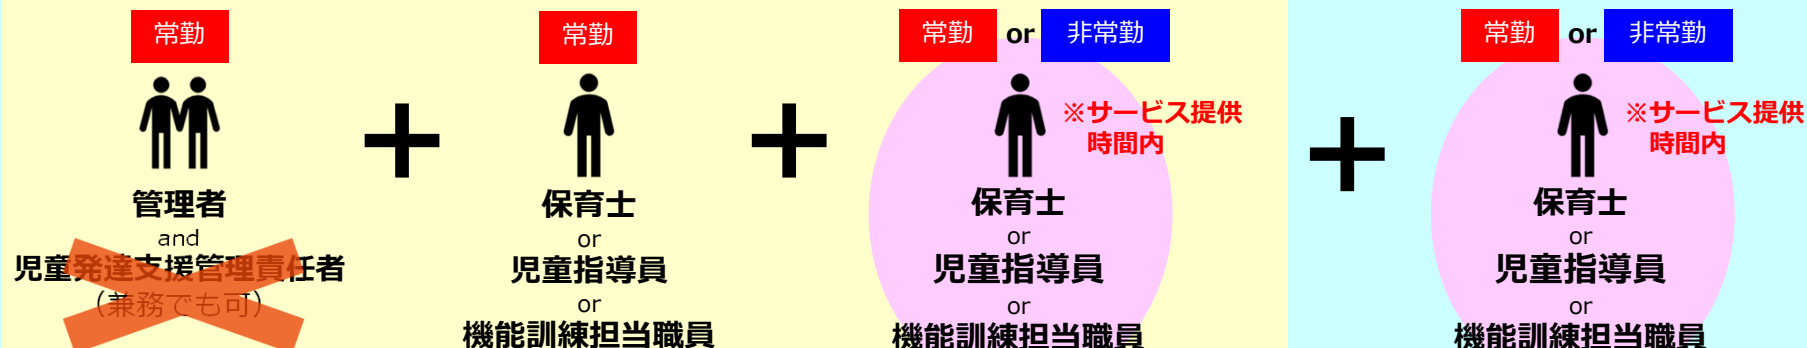 常勤
管理者
and
児童発達支援管理責任者
（兼務でも可）
+
常勤
保育士
or
児童指導員
or
機能訓練担当職員
+
常勤 or 非常勤
※サービス提供
時間内
保育士
or
児童指導員
or
機能訓練担当職員
+
常勤 or 非常勤
※サービス提供
時間内
保育士
or
児童指導員
or
機能訓練担当職員